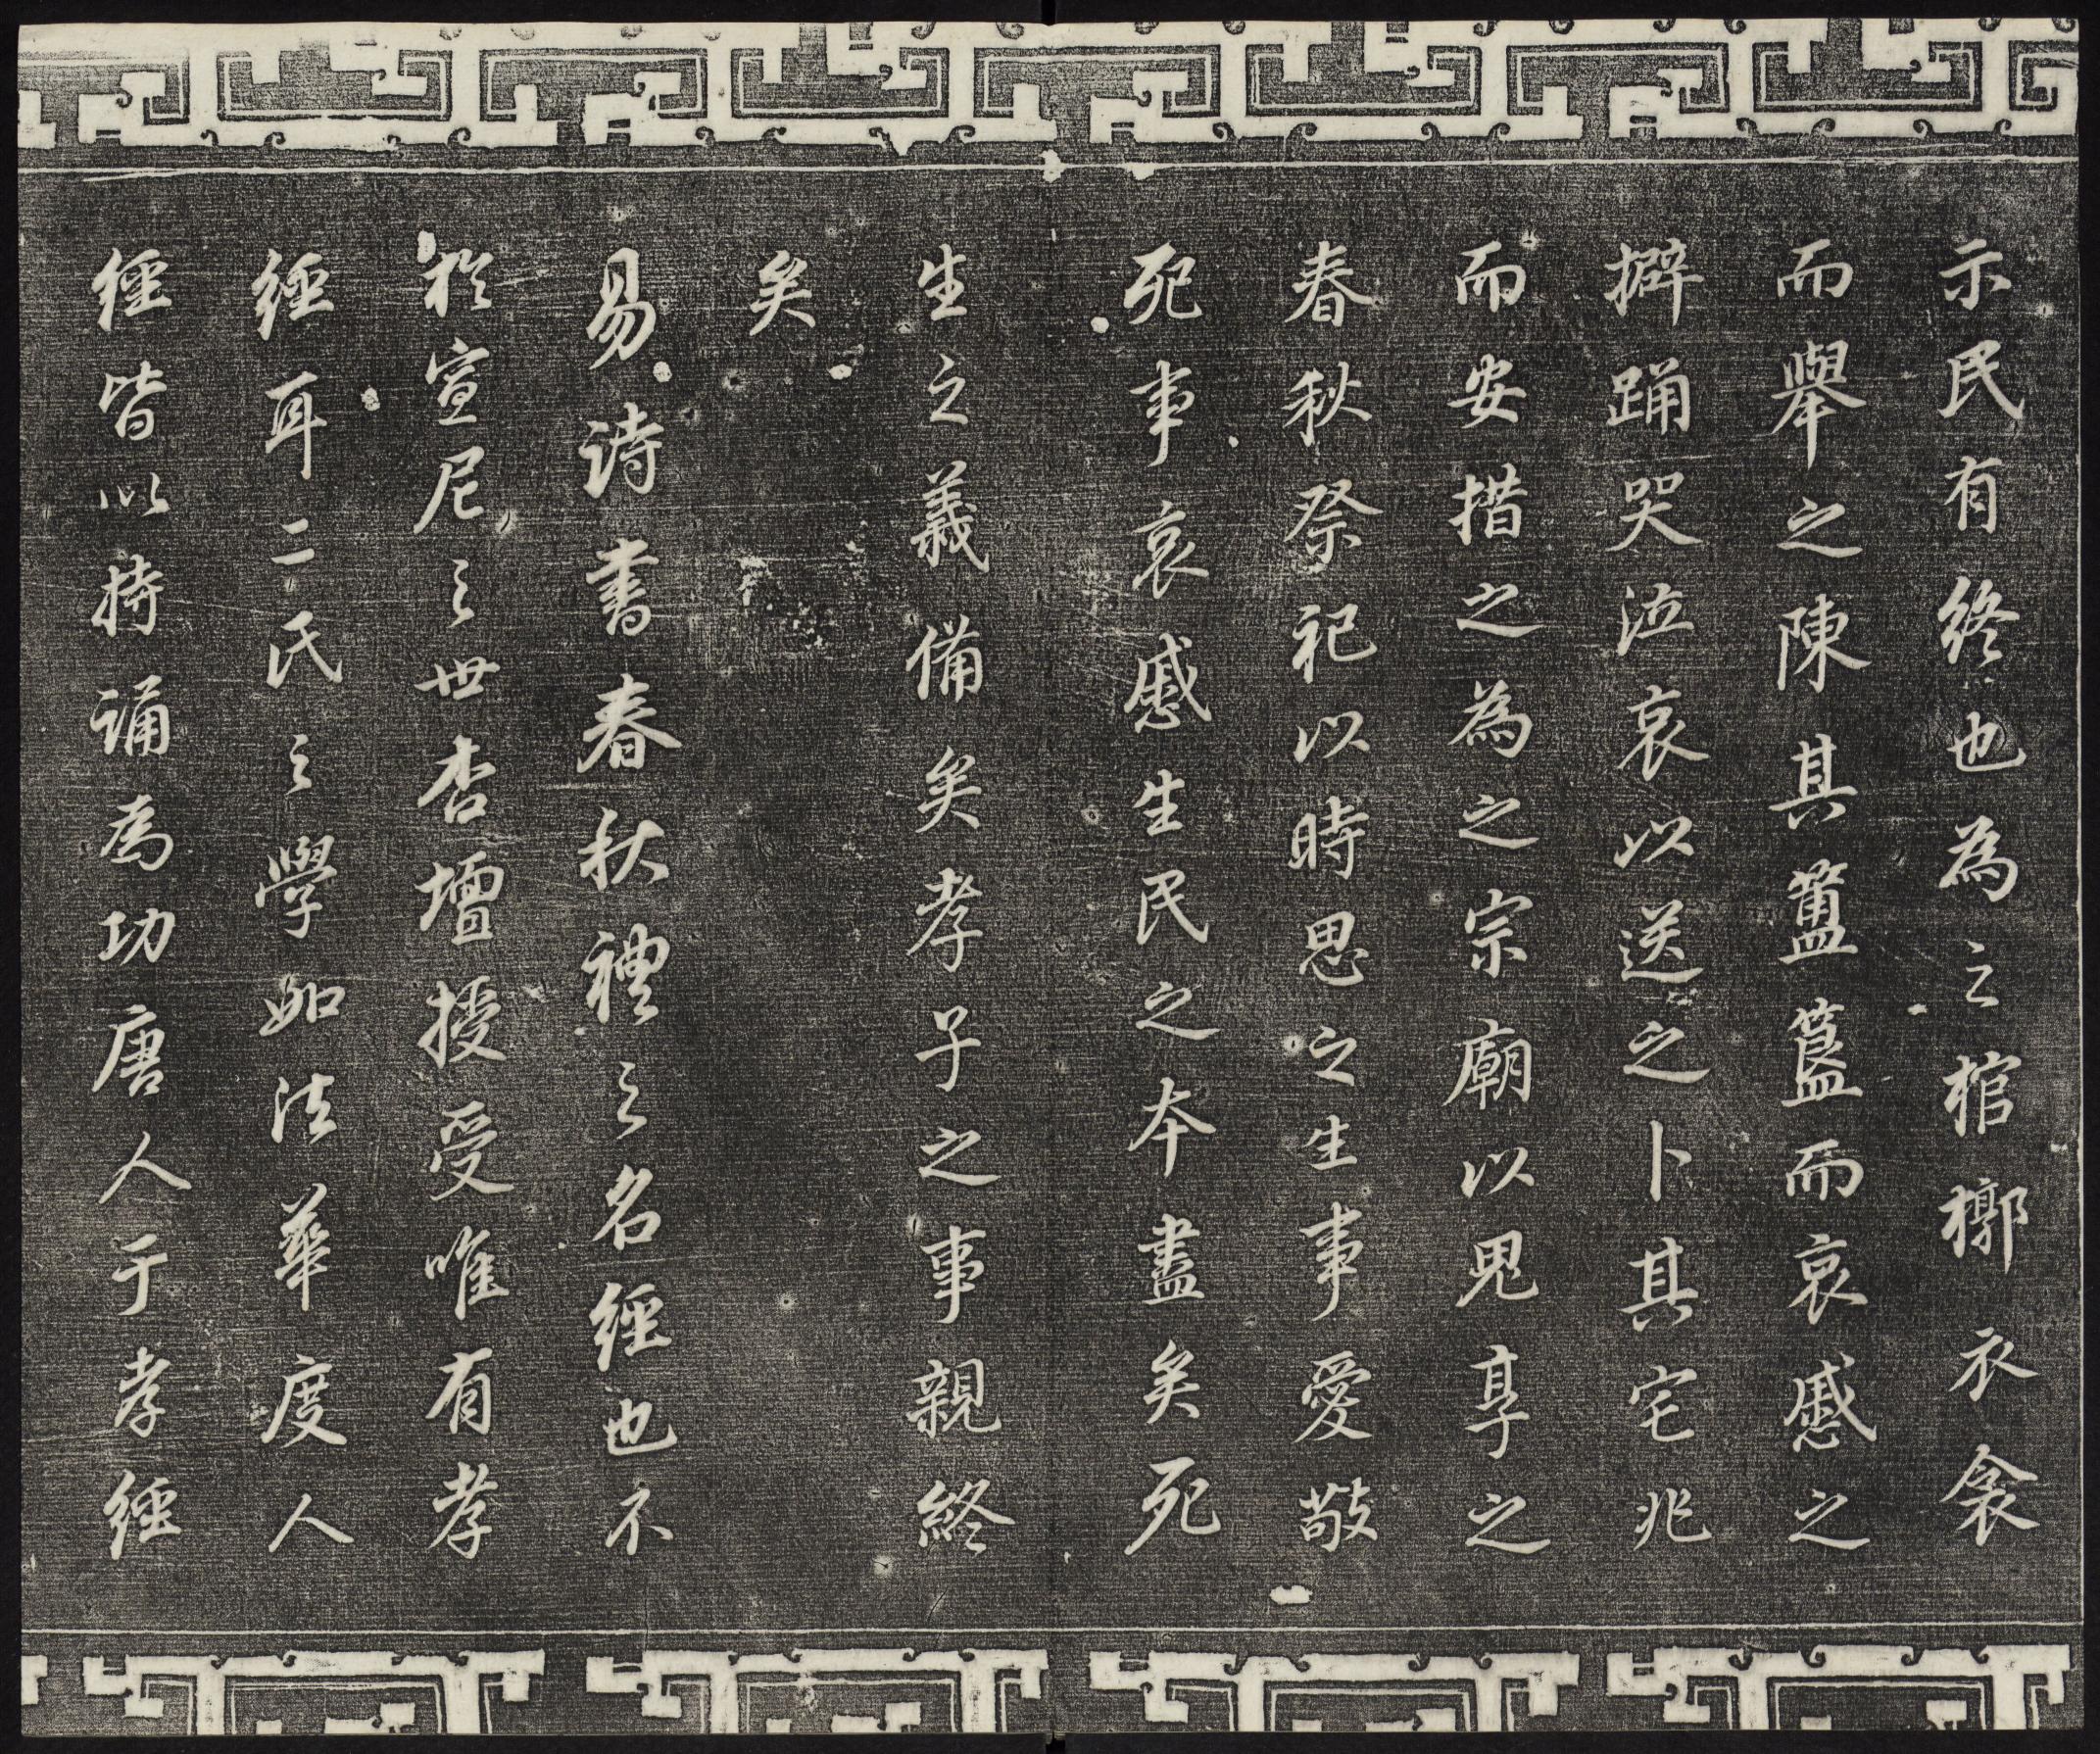 示民有終也為之棺槨衣衾
而舉之陳其簠簋而哀慼之
擗踊哭泣哀以送之卜其宅兆
而安措之為之宗廟以鬼享之
春秋祭祀以時思之生事愛敬
死事哀慼生民之本盡矣死
生之義備矣孝子之事親終
矣
易詩書春秋禮之名經也不
於宣尼之世杏壇授受唯有孝
經耳二氏之學如法華度人
經皆以持誦為功唐人于孝經